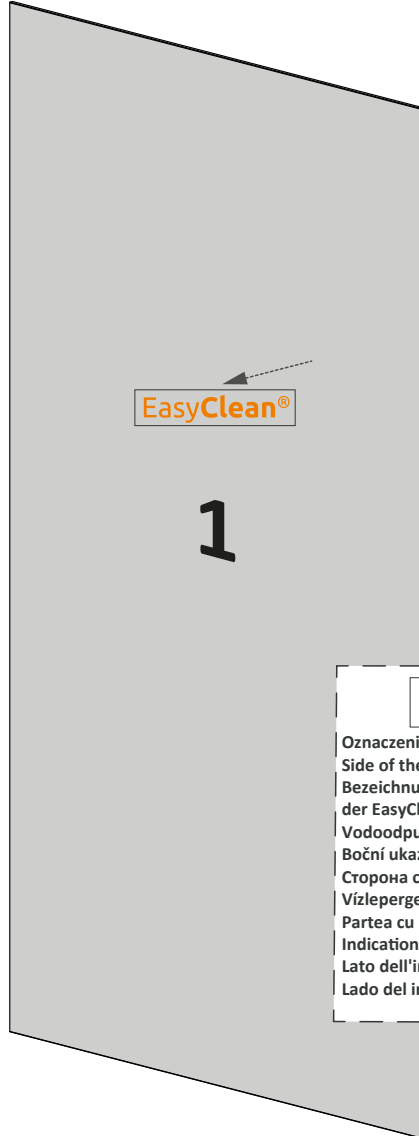 EasyClean®
1
Oznaczeni
Side of the
Bezeichnu
der EasyCl
Vodoodpu
Boční ukaz
Сторона с
Vízleperge
Partea cu
Indication
Lato dell'i
Lado del i